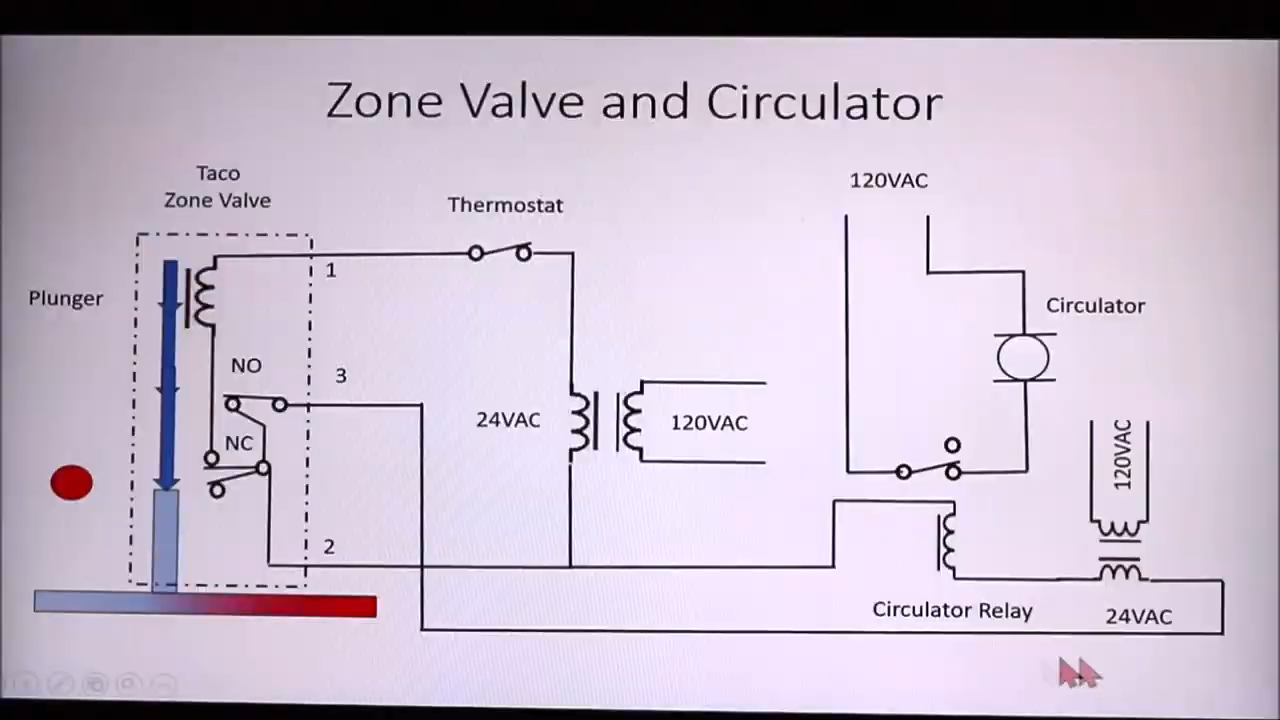 Zone Valve and Circulator
Taco
Zone Valve
Thermostat
120VAC
1
Plunger
Circulator
NO
3
24VAC
120VAC
NC
120VAC
2
Circulator Relay
24VAC